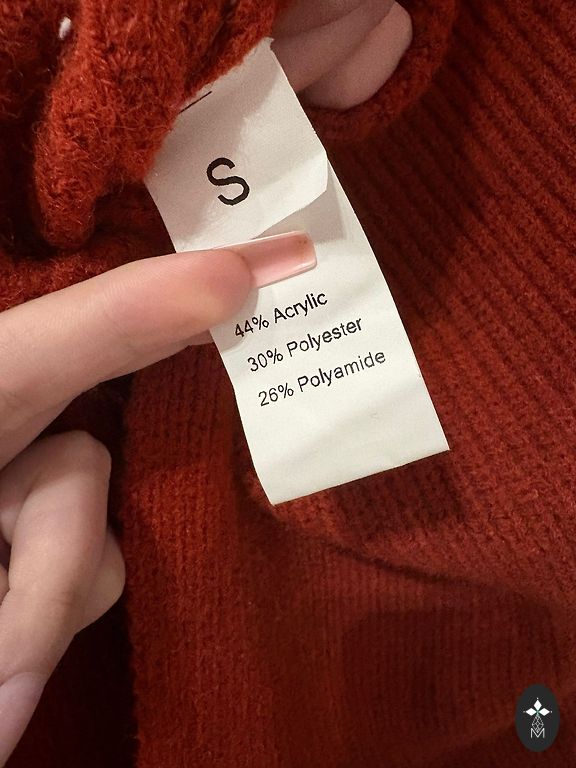 S
44% Acrylic
30% Polyester
26% Polyamide